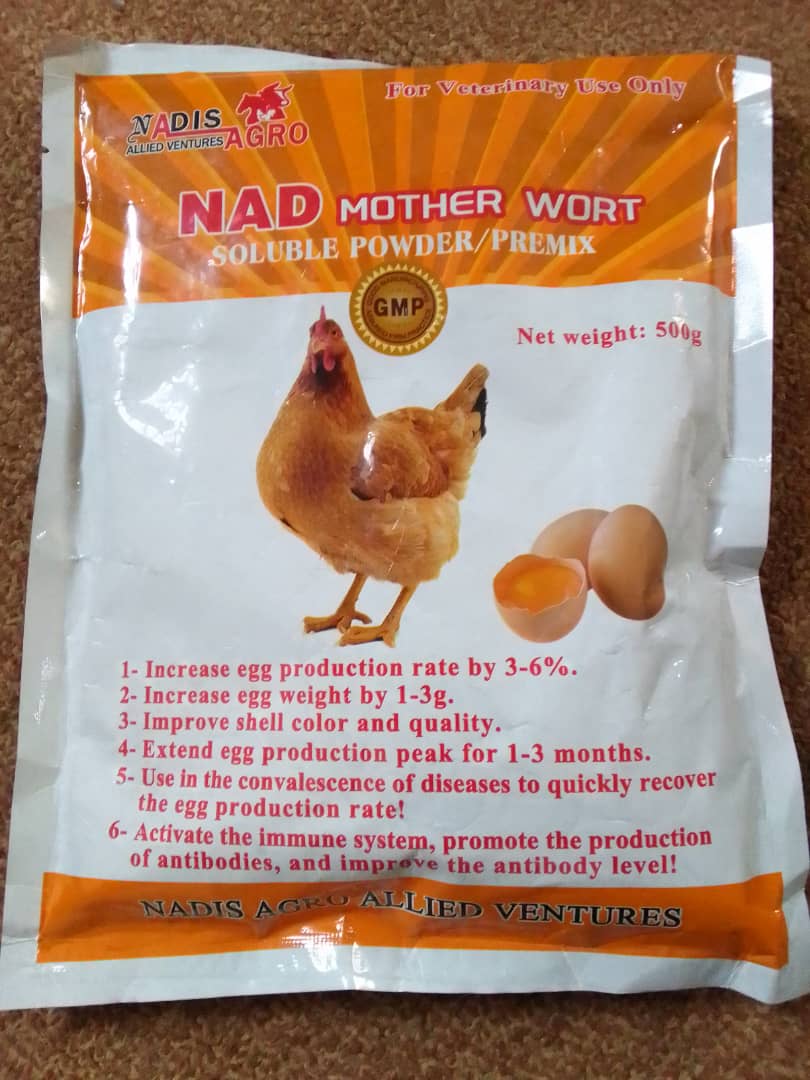 For Veterinary Use Only
NADIS
ALLIED VENTURES AGRO
NAD MOTHER WORT
SOLUBLE POWDER/PREMIX
GMP
Net weight: 500g
1- Increase egg production rate by 3-6%.
2- Increase egg weight by 1-3g.
3- Improve shell color and quality.
4- Extend egg production peak for 1-3 months.
5- Use in the convalescence of diseases to quickly recover
the egg production rate!
6- Activate the immune system, promote the production
of antibodies, and improve the antibody level!
NADIS AGRO ALLIED VENTURES